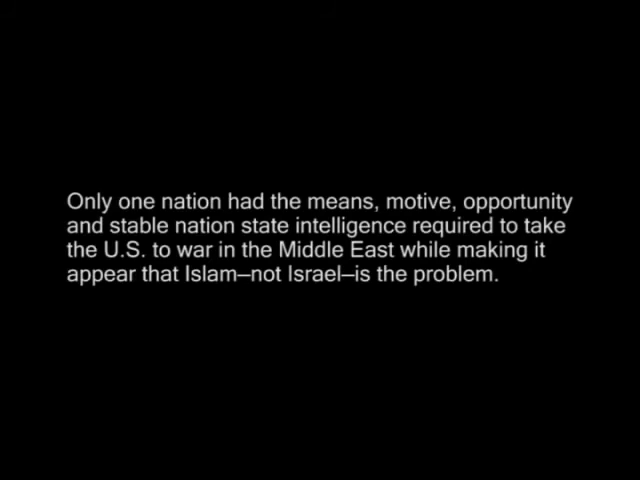 Only one nation had the means, motive, opportunity
and stable nation state intelligence required to take
the U.S. to war in the Middle East while making it
appear that Islam—not Israel—is the problem.